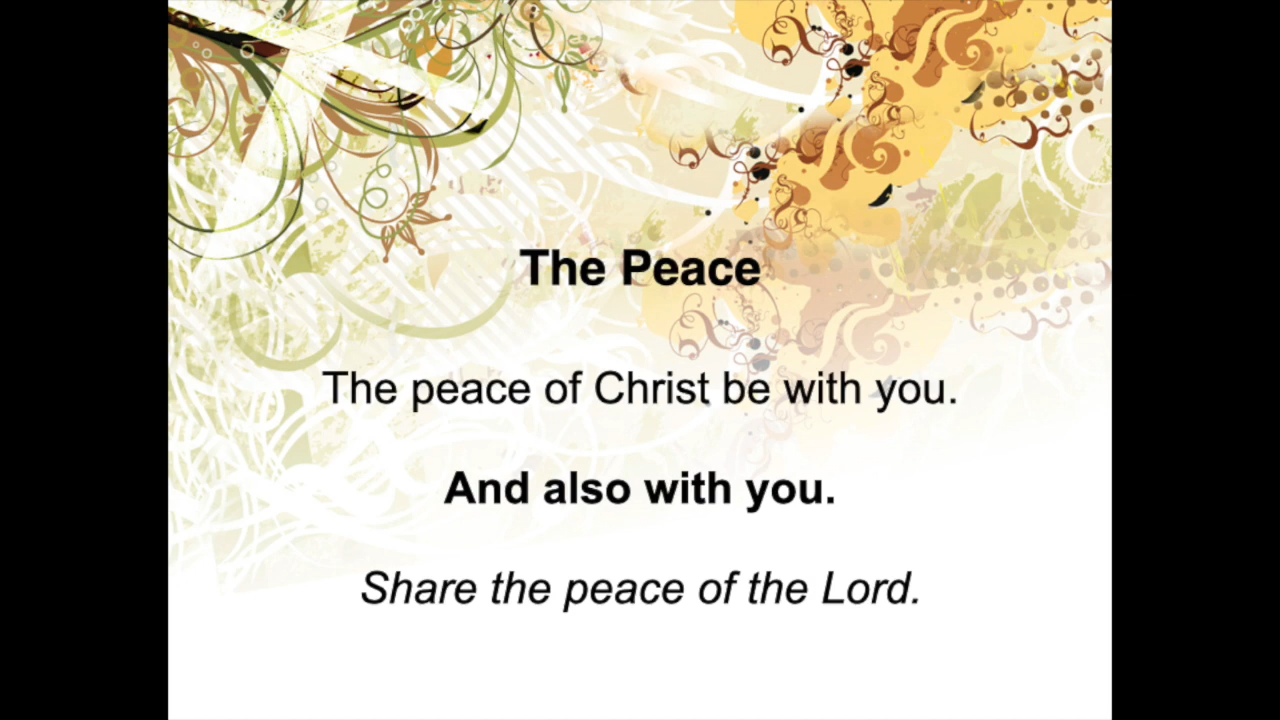 The Peace
The peace of Christ be with you.
And also with you.
Share the peace of the Lord.